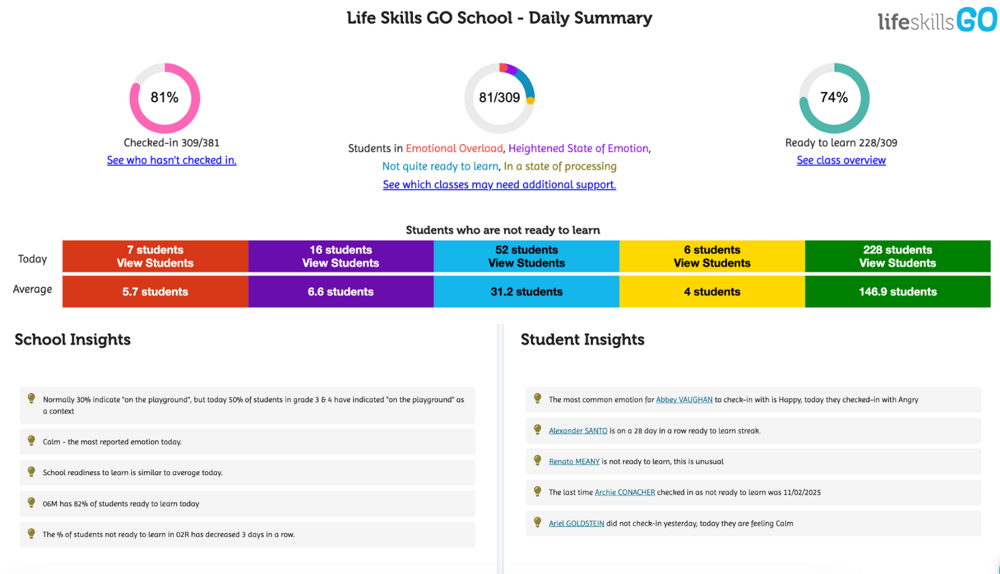 Life Skills GO School - Daily Summary
lifeskillsGO
81%
Checked-in 309/381
See who hasn't checked in.
81/309
Students in Emotional Overload, Heightened State of Emotion,
Not quite ready to learn, In a state of processing
See which classes may need additional support.
74%
Ready to learn 228/309
See class overview
Students who are not ready to learn
Today
7 students
View Students
16 students
View Students
52 students
View Students
6 students
View Students
228 students
View Students
Average
5.7 students
6.6 students
31.2 students
4 students
146.9 students
School Insights
Normally 30% indicate "on the playground", but today 50% of students in grade 3 & 4 have indicated "on the playground" as
a context
Calm - the most reported emotion today.
School readiness to learn is similar to average today.
06M has 82% of students ready to learn today
The % of students not ready to learn in 02R has decreased 3 days in a row.
Student Insights
The most common emotion for Abbey VAUGHAN to check-in with is Happy, today they checked-in with Angry
Alexander SANTO is on a 28 day in a row ready to learn streak.
Renato MEANY is not ready to learn, this is unusual
The last time Archie CONACHER checked in as not ready to learn was 11/02/2025
Ariel GOLDSTEIN did not check-in yesterday, today they are feeling Calm